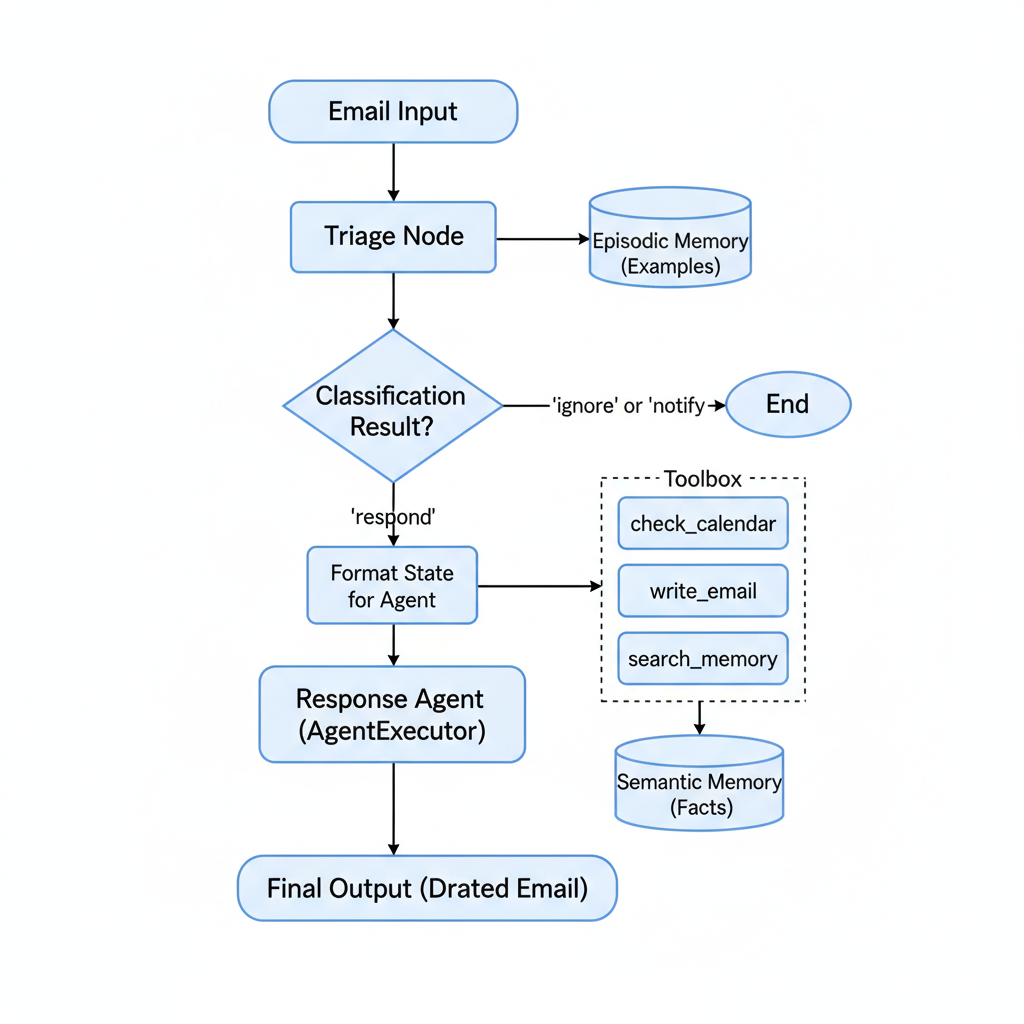 Email Input
Triage Node
Episodic Memory
(Examples)
Classification
Result?
'ignore' or 'notify
End
'respond'
Toolbox
check_calendar
write_email
search_memory
Format State
for Agent
Response Agent
(AgentExecutor)
Semantic Memory
(Facts)
Final Output (Drated Email)